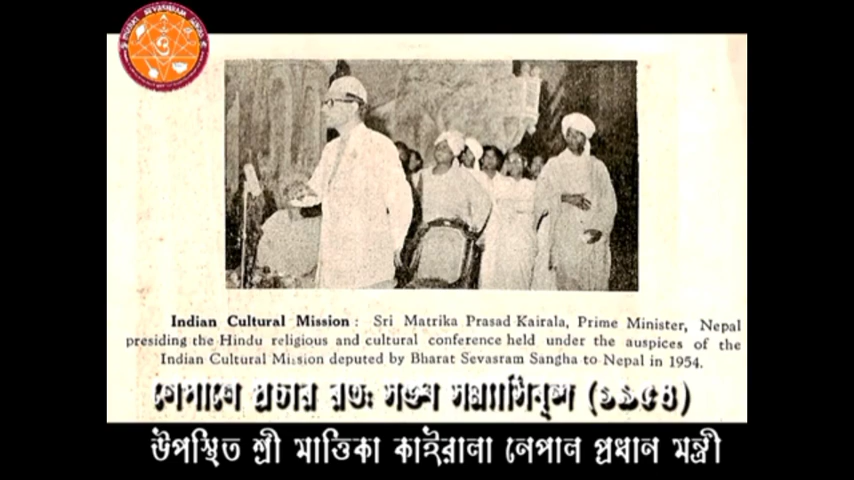 Indian Cultural Mission : Sri Matrika Prasad Kairala, Prime Minister, Nepal
presiding the Hindu religious and cultural conference held under the auspices of the
Indian Cultural Mission deputed by Bharat Sevasram Sangha to Nepal in 1954.
নেপালে প্রচার রতঃ সঙ্ঘ সন্ন্যাসিবৃন্দ (১৯৫৪)
উপস্থিত শ্রী মাত্তিকা কাইরালা নেপাল প্রধান মন্ত্রী